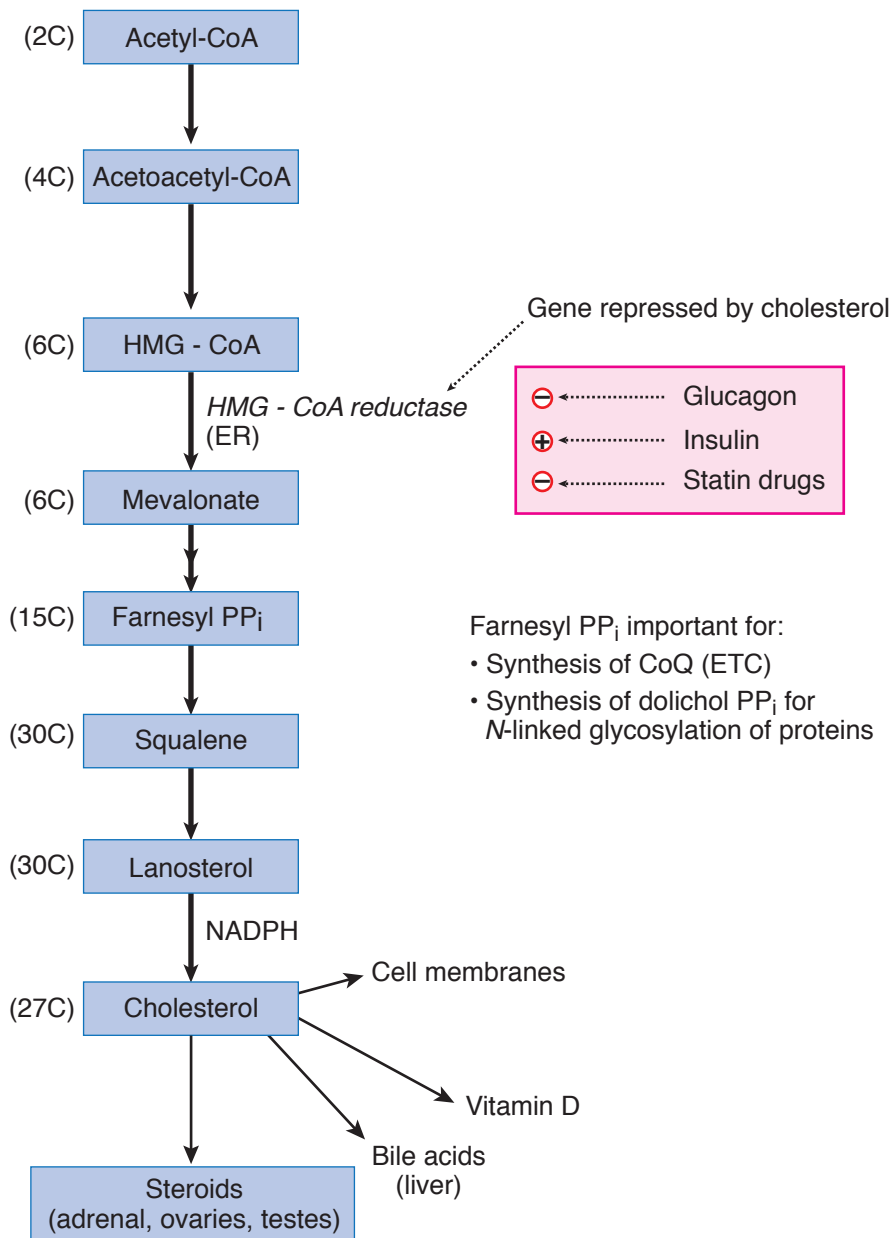 (2C) Acetyl-CoA
(4C) Acetoacetyl-CoA
Gene repressed by cholesterol
(6C) HMG - CoA
HMG - CoA reductase
(ER)
− Glucagon
+ Insulin
− Statin drugs
(6C) Mevalonate
(15C) Farnesyl PPi
Farnesyl PPi important for:
• Synthesis of CoQ (ETC)
• Synthesis of dolichol PPi for
N-linked glycosylation of proteins
(30C) Squalene
(30C) Lanosterol
NADPH
Cell membranes
(27C) Cholesterol
Vitamin D
Bile acids
(liver)
Steroids
(adrenal, ovaries, testes)